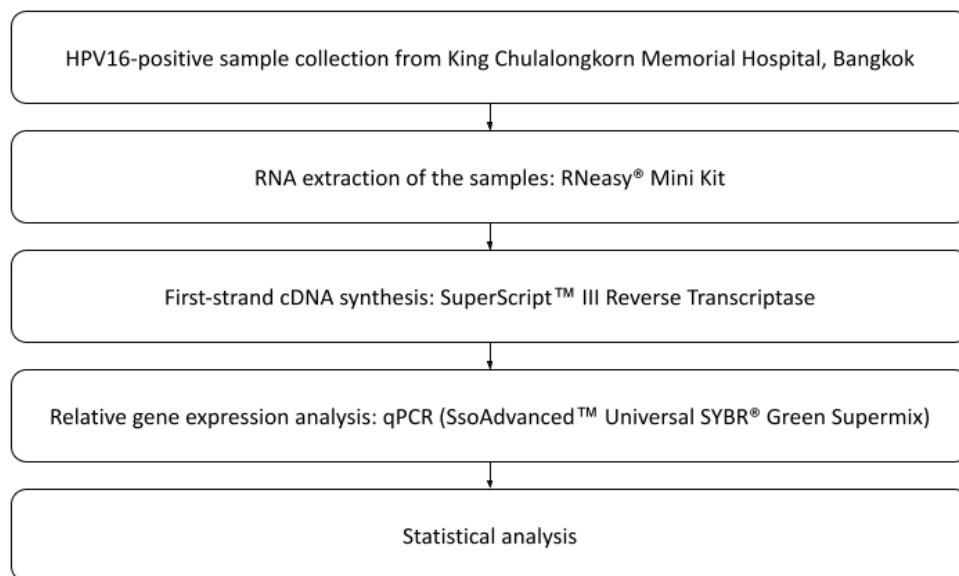 HPV16-positive sample collection from King Chulalongkorn Memorial Hospital, Bangkok
RNA extraction of the samples: RNeasy® Mini Kit
First-strand cDNA synthesis: SuperScript™ III Reverse Transcriptase
Relative gene expression analysis: qPCR (SsoAdvanced™ Universal SYBR® Green Supermix)
Statistical analysis